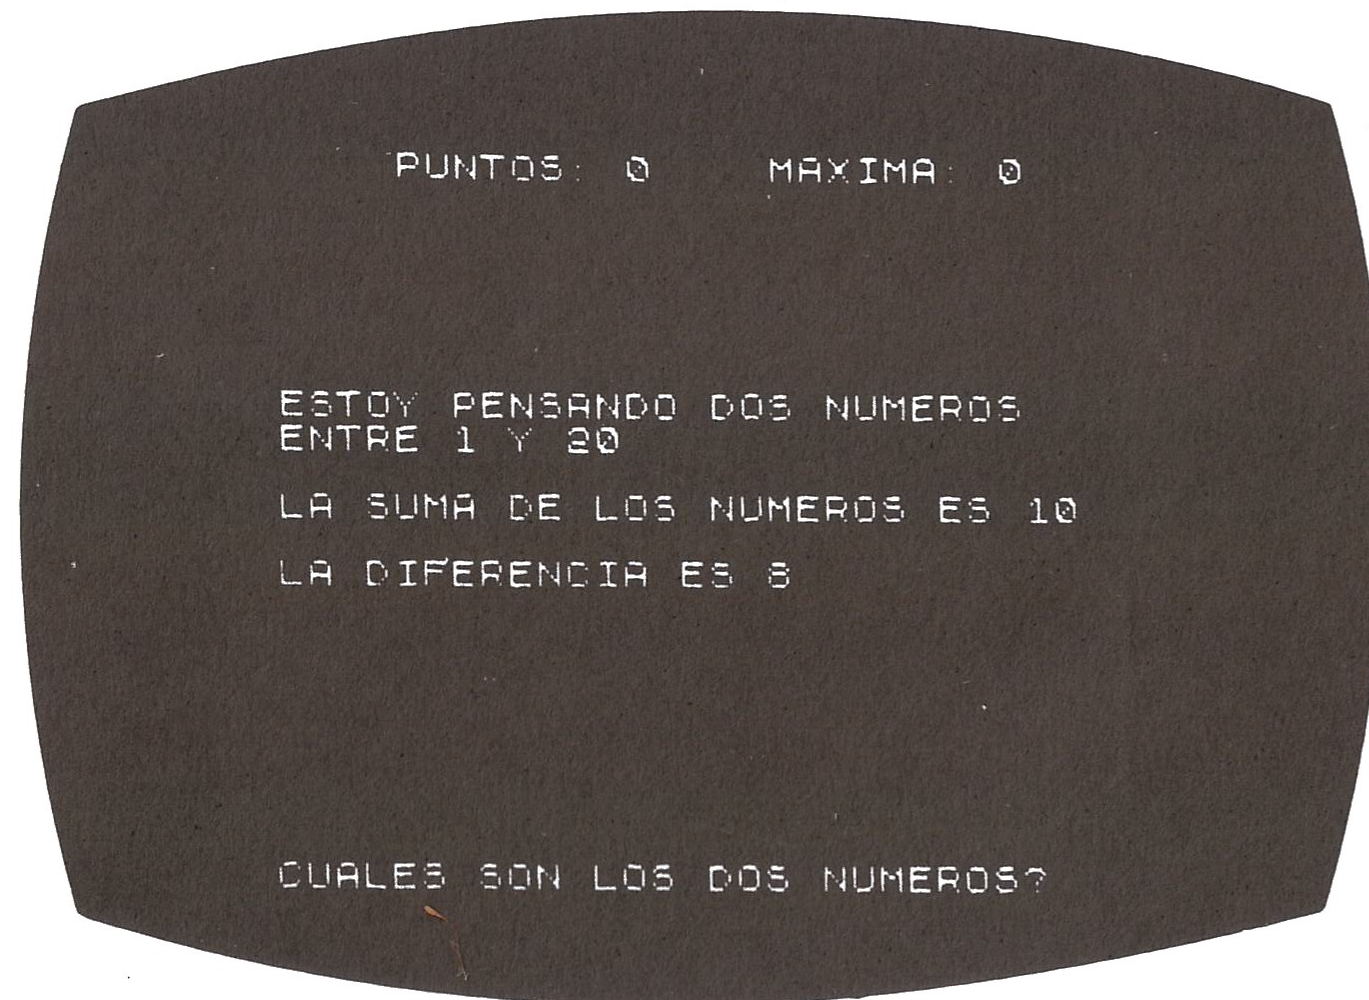 PUNTOS: 0 MAXIMA: 0
ESTOY PENSANDO DOS NUMEROS
ENTRE 1 Y 20
LA SUMA DE LOS NUMEROS ES 10
LA DIFERENCIA ES 8
CUALES SON LOS DOS NUMEROS?